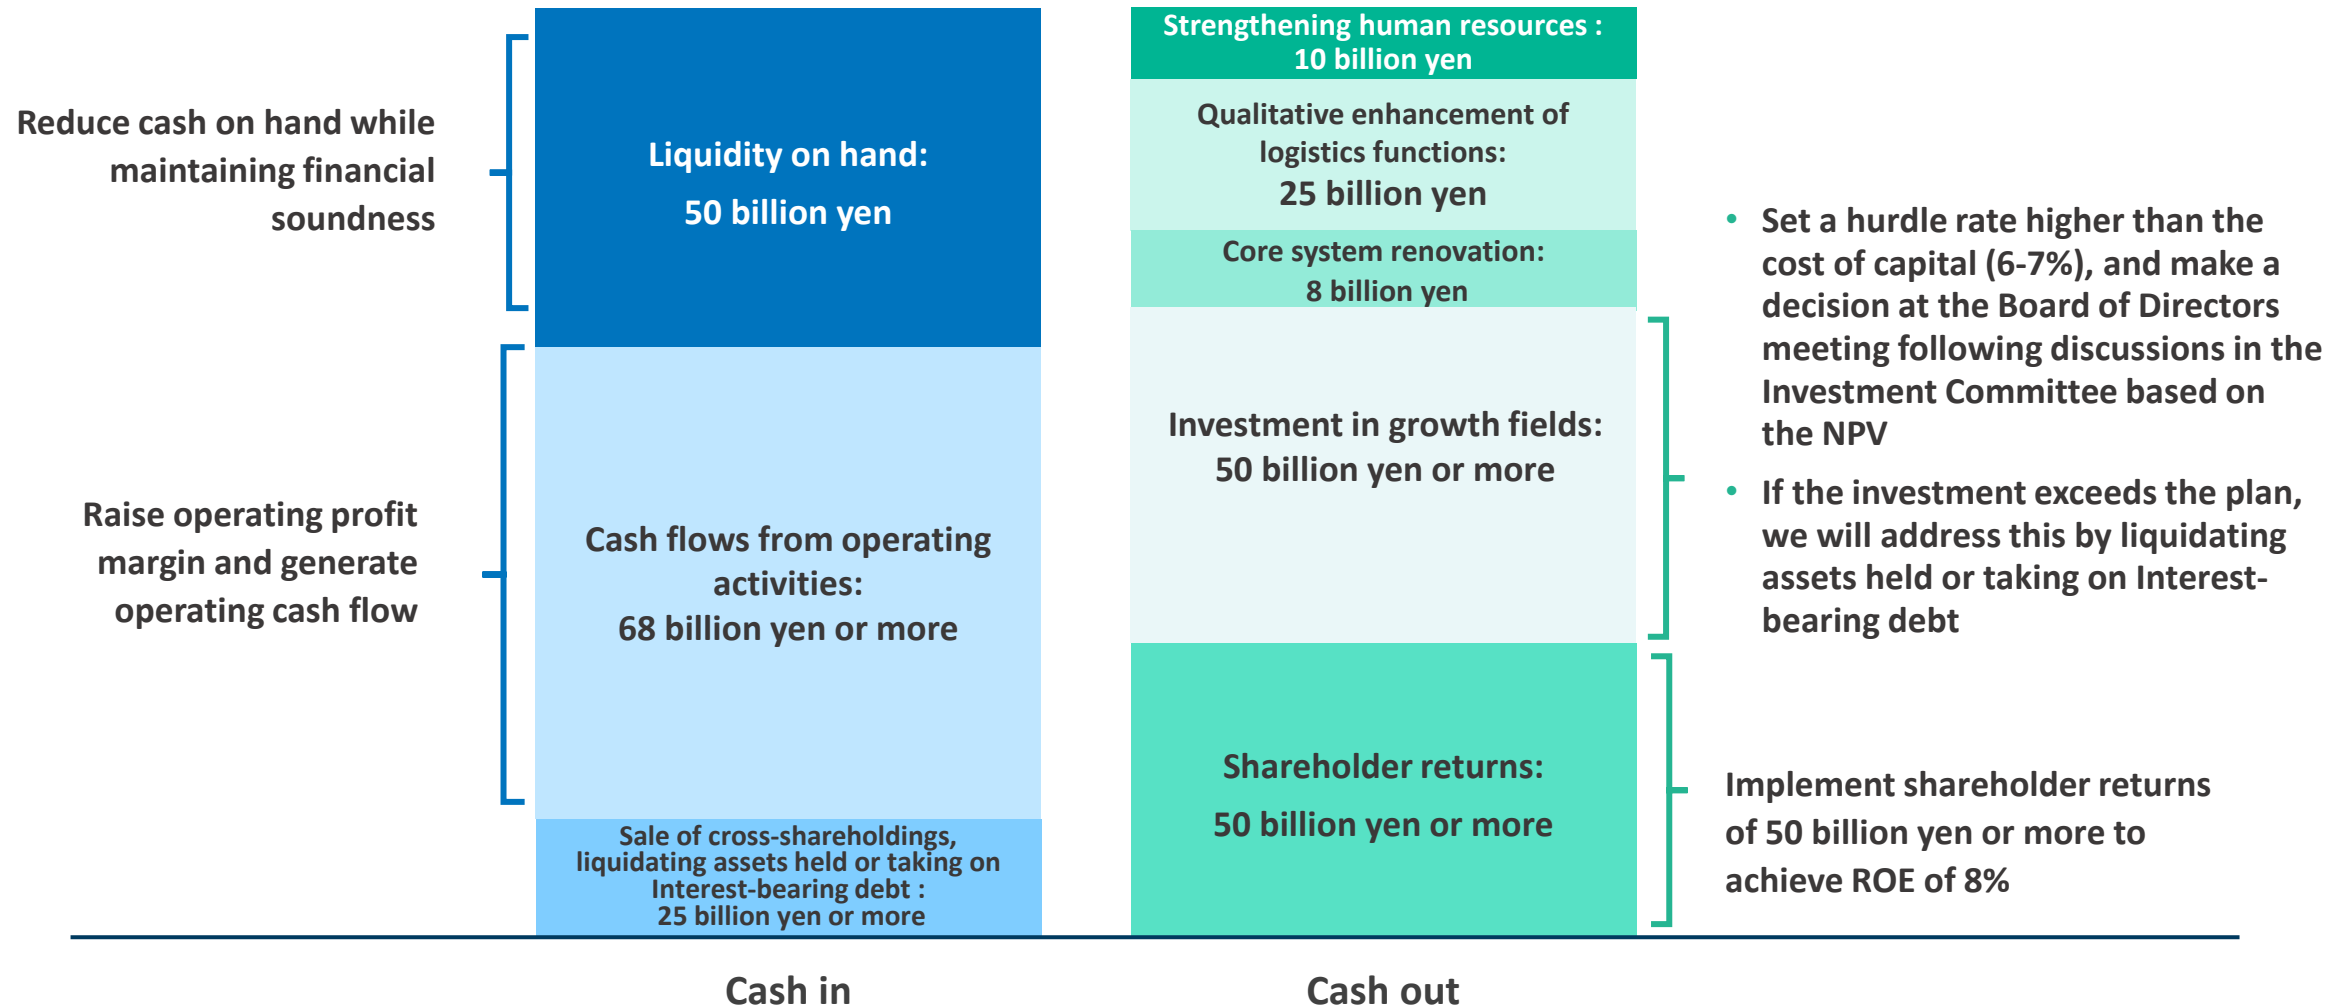 Reduce cash on hand while
maintaining financial
soundness
Raise operating profit
margin and generate
operating cash flow
Liquidity on hand:
50 billion yen
Cash flows from operating
activities:
68 billion yen or more
Sale of cross-shareholdings,
liquidating assets held or taking on
Interest-bearing debt :
25 billion yen or more
Cash in
Strengthening human resources :
10 billion yen
Qualitative enhancement of
logistics functions:
25 billion yen
Core system renovation:
8 billion yen
Investment in growth fields:
50 billion yen or more
Shareholder returns:
50 billion yen or more
Cash out
• Set a hurdle rate higher than the
cost of capital (6-7%), and make a
decision at the Board of Directors
meeting following discussions in the
Investment Committee based on
the NPV
• If the investment exceeds the plan,
we will address this by liquidating
assets held or taking on Interest-
bearing debt
Implement shareholder returns
of 50 billion yen or more to
achieve ROE of 8%